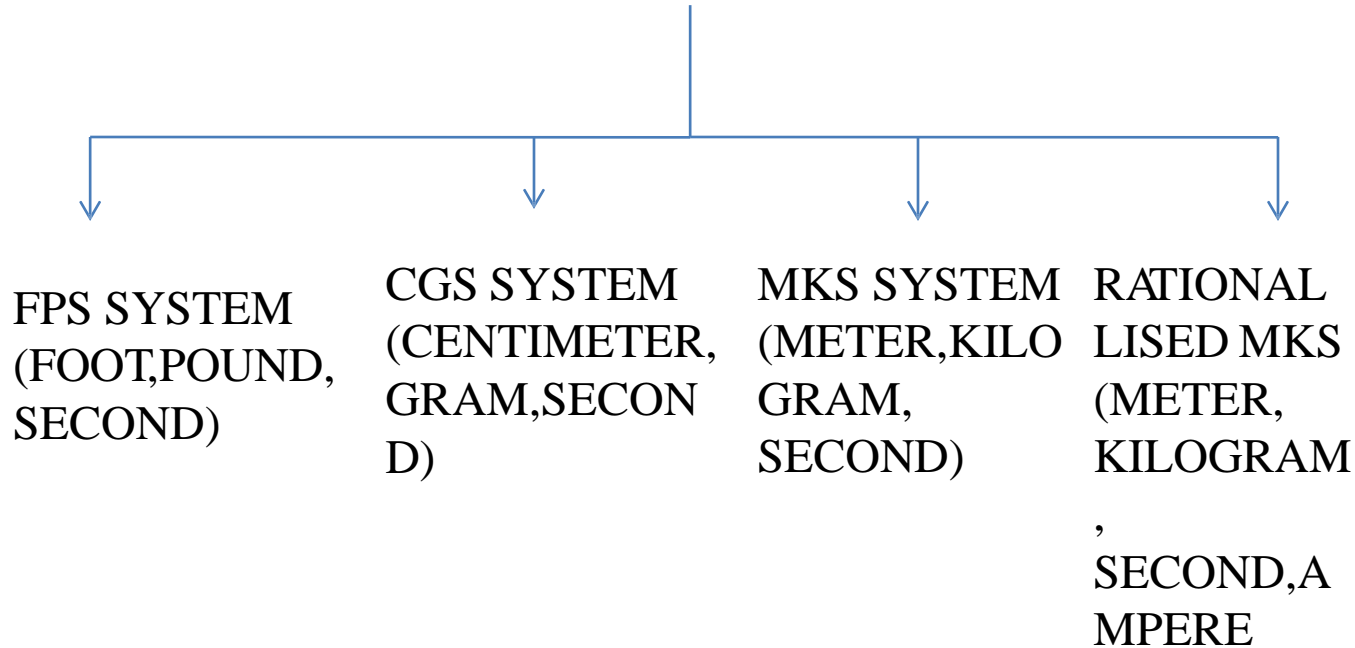 FPS SYSTEM
(FOOT,POUND,
SECOND)
CGS SYSTEM
(CENTIMETER,
GRAM,SECON
D)
MKS SYSTEM
(METER,KILO
GRAM,
SECOND)
RATIONAL
LISED MKS
(METER,
KILOGRAM
,
SECOND,A
MPERE